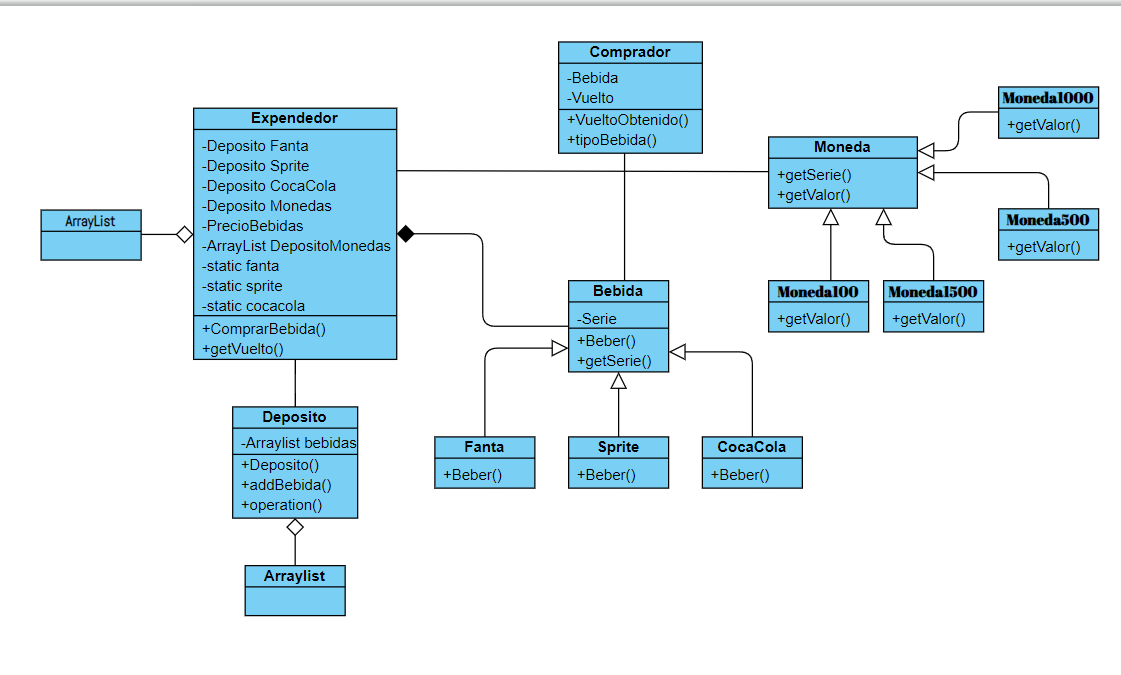 Comprador
-Bebida
-Vuelto
+VueltoObtenido()
+tipoBebida()
Expendedor
-Deposito Fanta
-Deposito Sprite
-Deposito CocaCola
-Deposito Monedas
-PrecioBebidas
-ArrayList DepositoMonedas
-static fanta
-static sprite
-static cocacola
+ComprarBebida()
+getVuelto()
Moneda1000
+getValor()
Moneda
+getSerie()
+getValor()
ArrayList
Moneda500
+getValor()
Bebida
-Serie
+Beber()
+getSerie()
Moneda100
+getValor()
Moneda1500
+getValor()
Deposito
-Arraylist bebidas
+Deposito()
+addBebida()
+operation()
Fanta
+Beber()
Sprite
+Beber()
CocaCola
+Beber()
Arraylist